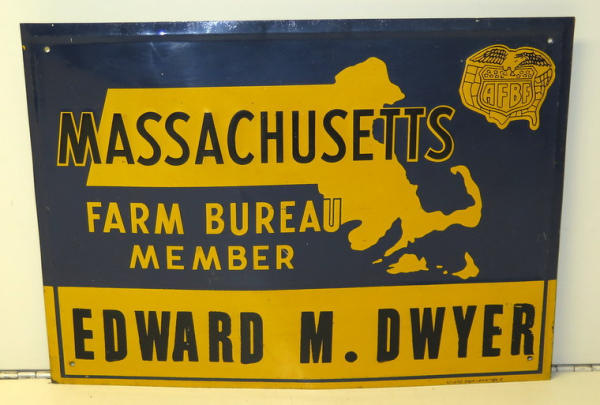 AFBF
MASSACHUSETTS
FARM BUREAU
MEMBER
EDWARD M. DWYER